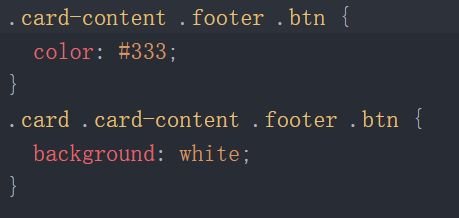 .card-content .footer .btn {
  color: #333;
}
.card .card-content .footer .btn {
  background: white;
}